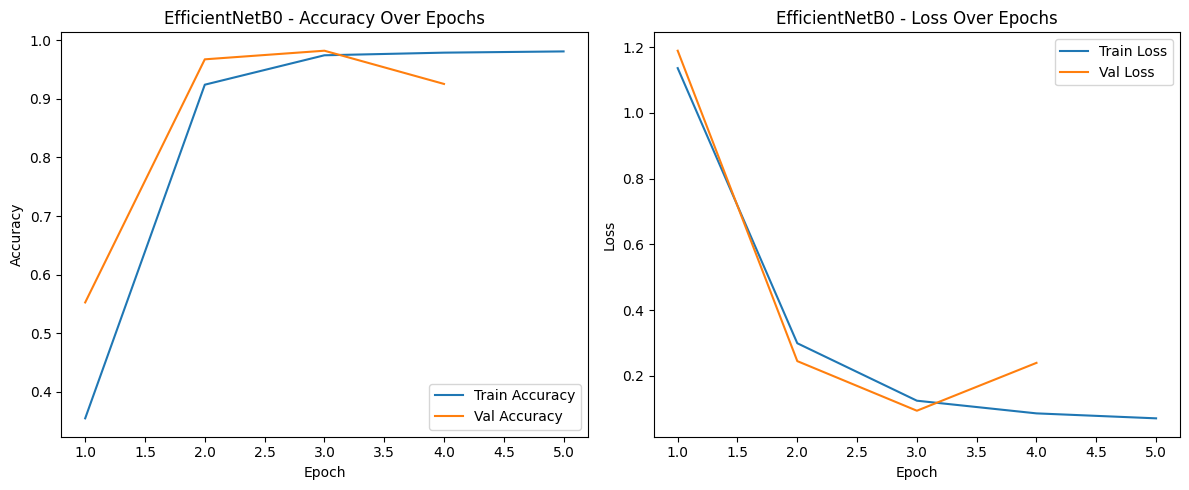 EfficientNetB0 - Accuracy Over Epochs
1.0
0.9
0.8
0.7
0.6
0.5
0.4
Accuracy
Train Accuracy
Val Accuracy
1.0 1.5 2.0 2.5 3.0 3.5 4.0 4.5 5.0
Epoch
EfficientNetB0 - Loss Over Epochs
1.2
1.0
0.8
0.6
0.4
0.2
Loss
Train Loss
Val Loss
1.0 1.5 2.0 2.5 3.0 3.5 4.0 4.5 5.0
Epoch